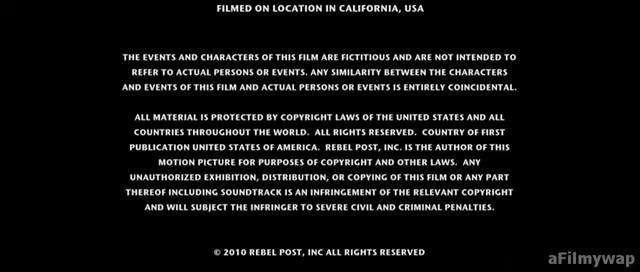 FILMED ON LOCATION IN CALIFORNIA, USA
THE EVENTS AND CHARACTERS OF THIS FILM ARE FICTITIOUS AND ARE NOT INTENDED TO
REFER TO ACTUAL PERSONS OR EVENTS. ANY SIMILARITY BETWEEN THE CHARACTERS
AND EVENTS OF THIS FILM AND ACTUAL PERSONS OR EVENTS IS ENTIRELY COINCIDENTAL.
ALL MATERIAL IS PROTECTED BY COPYRIGHT LAWS OF THE UNITED STATES AND ALL
COUNTRIES THROUGHOUT THE WORLD. ALL RIGHTS RESERVED. COUNTRY OF FIRST
PUBLICATION UNITED STATES OF AMERICA. REBEL POST, INC. IS THE AUTHOR OF THIS
MOTION PICTURE FOR PURPOSES OF COPYRIGHT AND OTHER LAWS. ANY
UNAUTHORIZED EXHIBITION, DISTRIBUTION, OR COPYING OF THIS FILM OR ANY PART
THEREOF INCLUDING SOUNDTRACK IS AN INFRINGEMENT OF THE RELEVANT COPYRIGHT
AND WILL SUBJECT THE INFRINGER TO SEVERE CIVIL AND CRIMINAL PENALTIES.
© 2010 REBEL POST, INC ALL RIGHTS RESERVED
aFilmywap